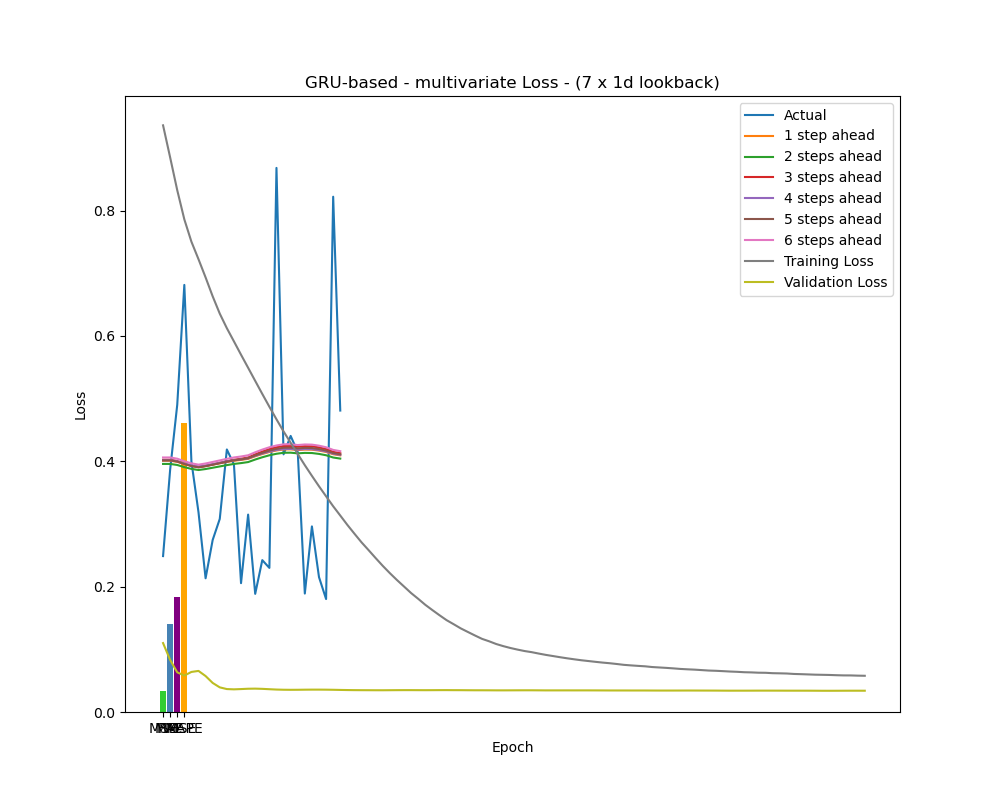 GRU-based - multivariate Loss - (7 x 1d lookback)
Actual
1 step ahead
2 steps ahead
3 steps ahead
4 steps ahead
5 steps ahead
6 steps ahead
Training Loss
Validation Loss
0.8
0.6
0.4
0.2
0.0
Loss
Epoch